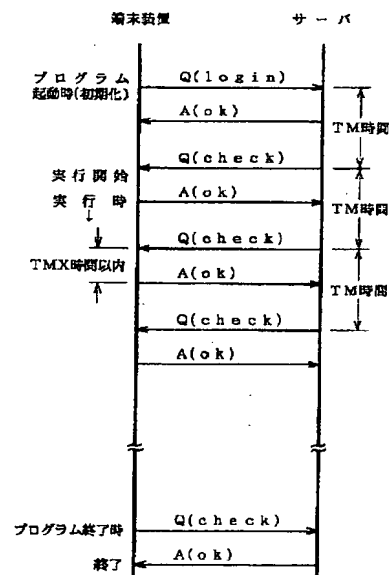 端末装置 サーバ
プログラム
起動時(初期化)
Q(login)
A(ok)
TM時間
Q(check)
実行開始
実行時
↓
A(ok)
TM時間
Q(check)
TMX時間以内
A(ok)
TM時間
Q(check)
A(ok)
プログラム終了時
Q(check)
終了
A(ok)